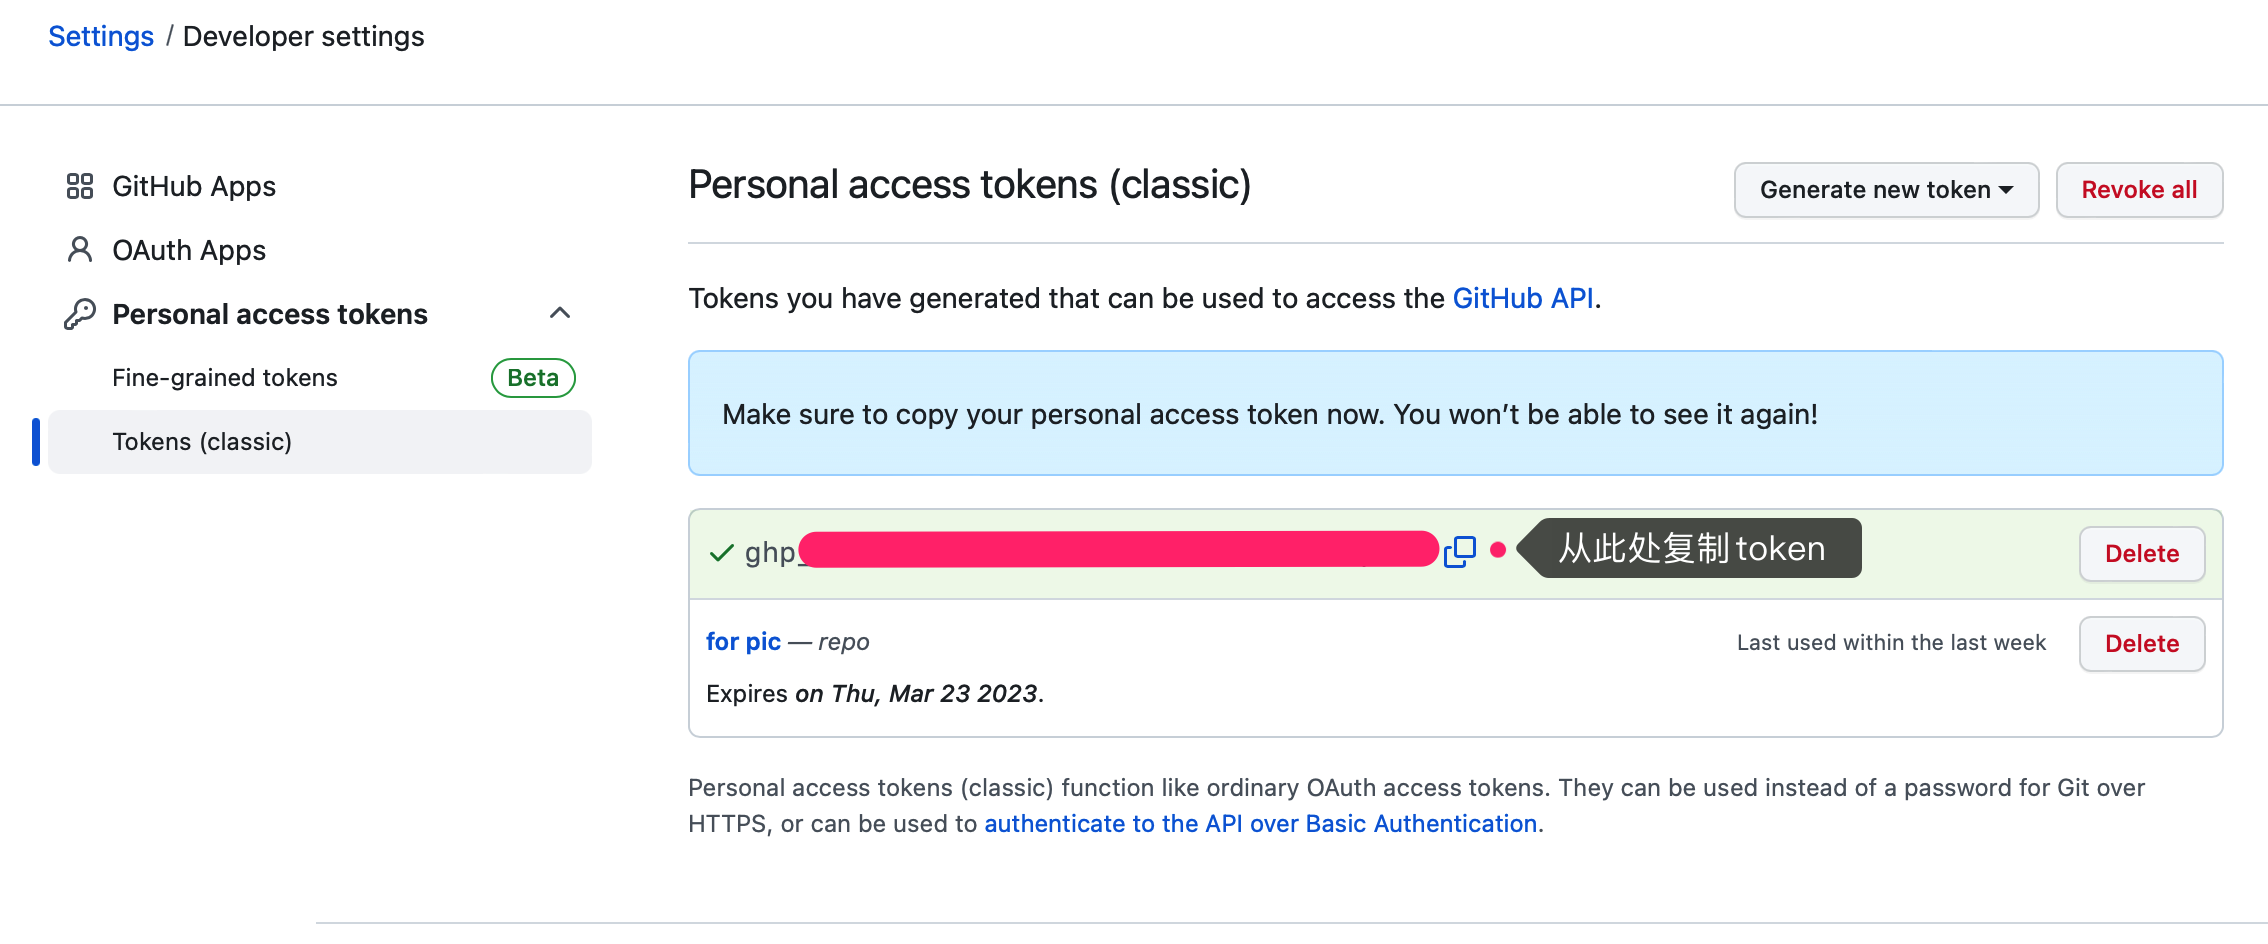 Settings / Developer settings
GitHub Apps
OAuth Apps
Personal access tokens
Fine-grained tokens Beta
Tokens (classic)
Personal access tokens (classic)
Generate new token
Revoke all
Tokens you have generated that can be used to access the GitHub API.
Make sure to copy your personal access token now. You won’t be able to see it again!
ghp_
从此处复制token
Delete
for pic — repo
Last used within the last week
Delete
Expires on Thu, Mar 23 2023.
Personal access tokens (classic) function like ordinary OAuth access tokens. They can be used instead of a password for Git over
HTTPS, or can be used to authenticate to the API over Basic Authentication.